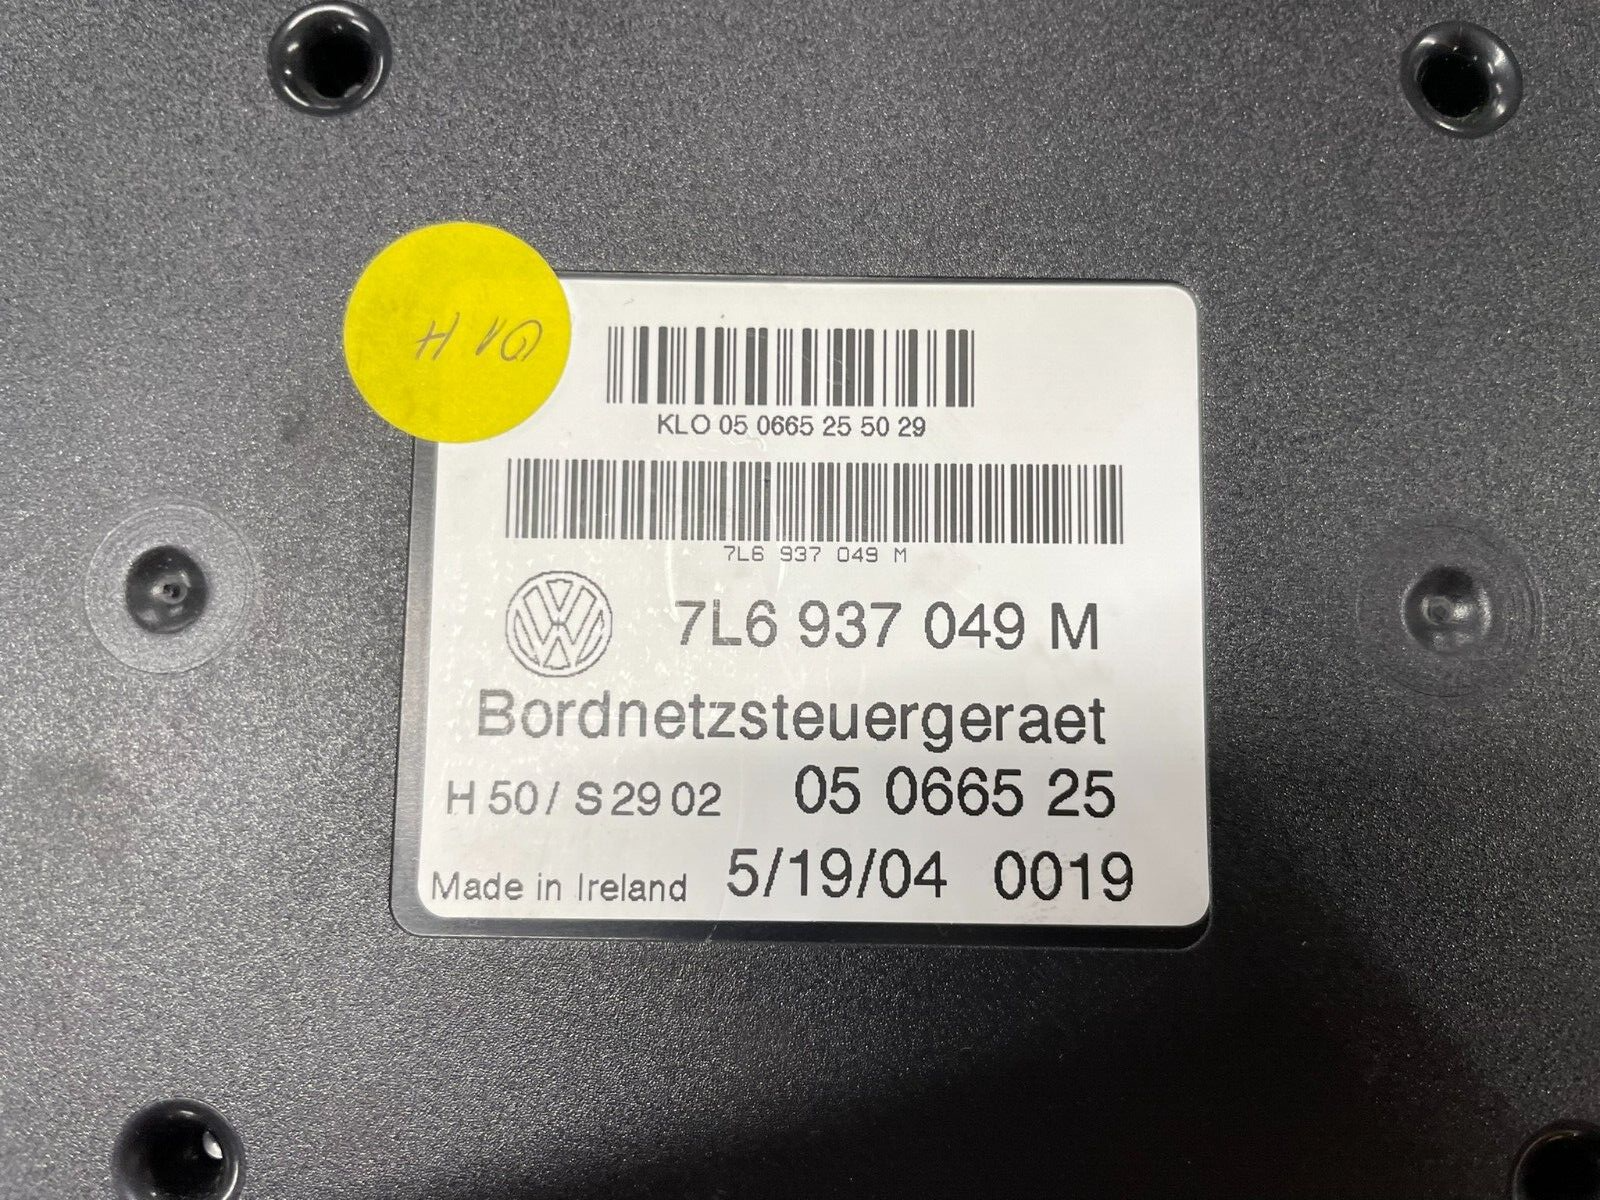 KLO 05 0665 25 50 29
7L6 937 049 M
7L6 937 049 M
Bordnetzsteuergeraet
H 50 / S 29 02 05 0665 25
Made in Ireland 5/19/04 0019